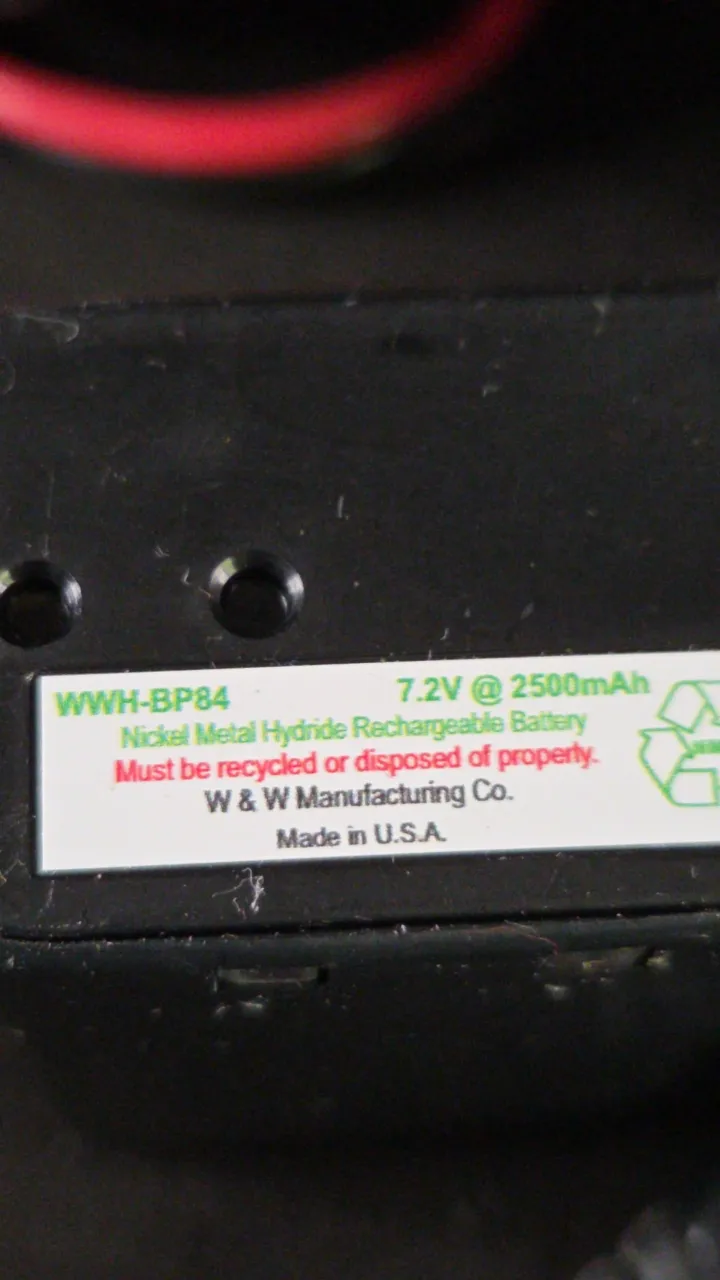 WWH-BP84 7.2V @ 2500mAh
Nickel Metal Hydride Rechargeable Battery
Must be recycled or disposed of properly.
W & W Manufacturing Co.
Made in U.S.A.